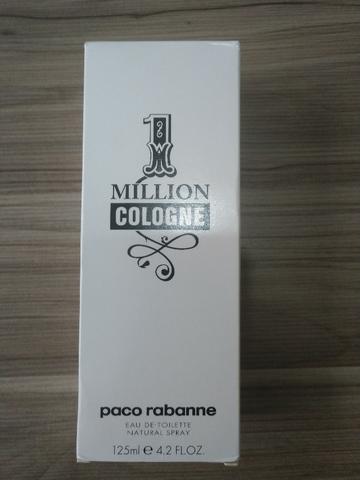 1
MILLION
COLOGNE
paco rabanne
EAU DE TOILETTE
NATURAL SPRAY
125ml e 4.2 FL.OZ.